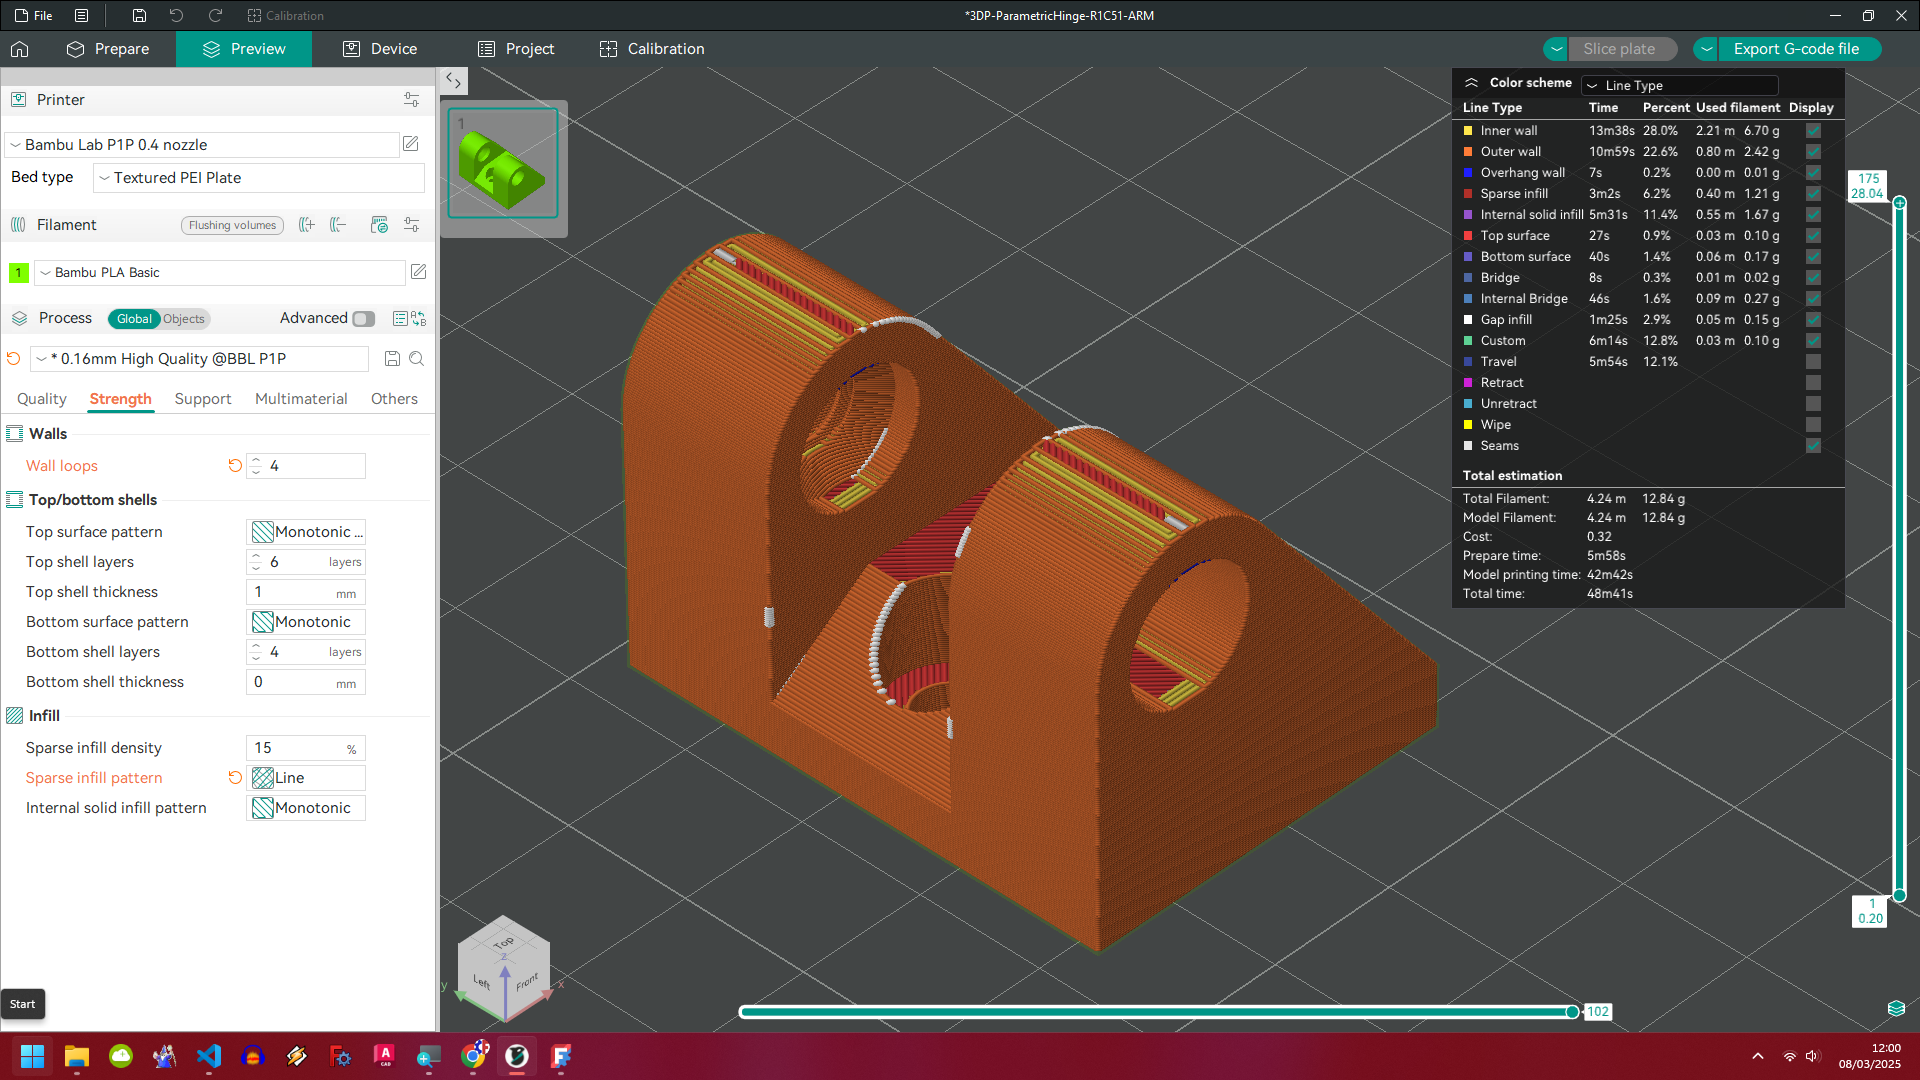 File
Calibration
*3DP-ParametricHinge-R1C51-ARM
Prepare
Preview
Device
Project
Calibration
Slice plate
Export G-code file
Printer
Bambu Lab P1P 0.4 nozzle
Bed type
Textured PEI Plate
Filament
Flushing volumes
1
Bambu PLA Basic
Process
Global
Objects
Advanced
* 0.16mm High Quality @BBL P1P
Quality
Strength
Support
Multimaterial
Others
Walls
Wall loops
4
Top/bottom shells
Top surface pattern
Monotonic ...
Top shell layers
6
layers
Top shell thickness
1
mm
Bottom surface pattern
Monotonic
Bottom shell layers
4
layers
Bottom shell thickness
0
mm
Infill
Sparse infill density
15
%
Sparse infill pattern
Line
Internal solid infill pattern
Monotonic
Start
1
Color scheme
Line Type
Line Type Time Percent Used filament Display
Inner wall 13m38s 28.0% 2.21 m 6.70 g
Outer wall 10m59s 22.6% 0.80 m 2.42 g
Overhang wall 7s 0.2% 0.00 m 0.01 g
Sparse infill 3m2s 6.2% 0.40 m 1.21 g
Internal solid infill 5m31s 11.4% 0.55 m 1.67 g
Top surface 27s 0.9% 0.03 m 0.10 g
Bottom surface 40s 1.4% 0.06 m 0.17 g
Bridge 8s 0.3% 0.01 m 0.02 g
Internal Bridge 46s 1.6% 0.09 m 0.27 g
Gap infill 1m25s 2.9% 0.05 m 0.15 g
Custom 6m14s 12.8% 0.03 m 0.10 g
Travel 5m54s 12.1%
Retract
Unretract
Wipe
Seams
Total estimation
Total Filament: 4.24 m 12.84 g
Model Filament: 4.24 m 12.84 g
Cost: 0.32
Prepare time: 5m58s
Model printing time: 42m42s
Total time: 48m41s
175
28.04
1
0.20
102
Top
Left
Front
z
y
x
A
CAD
12:00
08/03/2025